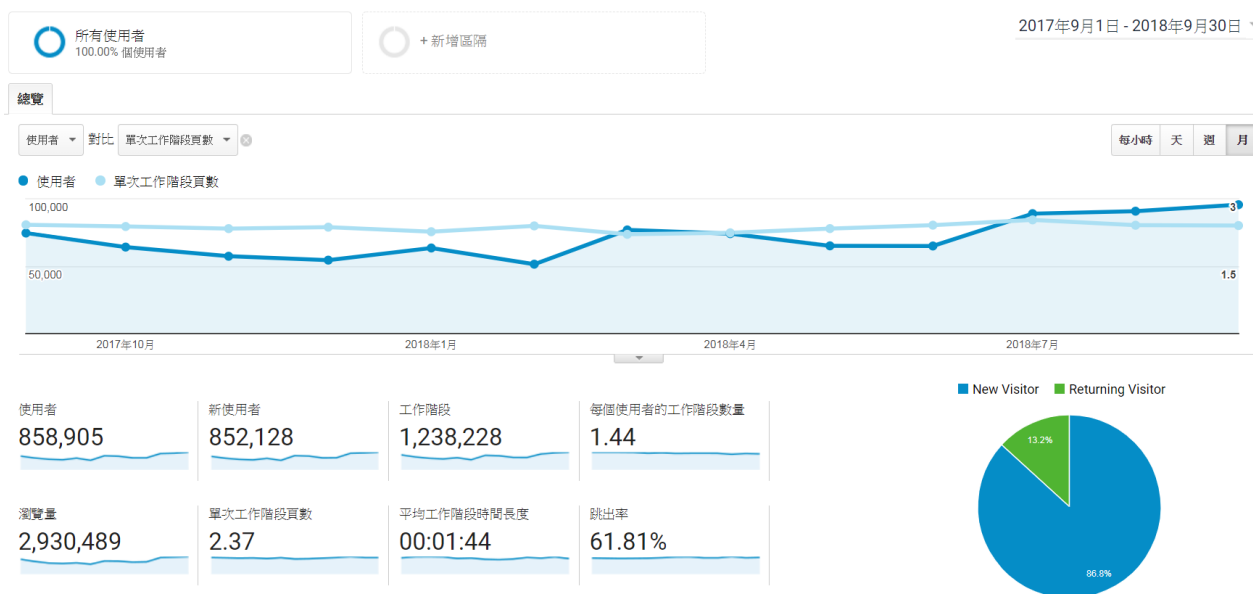 所有使用者
100.00% 個使用者
+ 新增區隔
2017年9月1日 - 2018年9月30日
總覽
使用者 對比 單次工作階段頁數
每小時 天 週 月
使用者 單次工作階段頁數
100,000 3
50,000 1.5
2017年10月 2018年1月 2018年4月 2018年7月
New Visitor Returning Visitor
使用者 新使用者 工作階段 每個使用者的工作階段數量
858,905 852,128 1,238,228 1.44
13.2%
瀏覽量 單次工作階段頁數 平均工作階段時間長度 跳出率
2,930,489 2.37 00:01:44 61.81%
86.8%